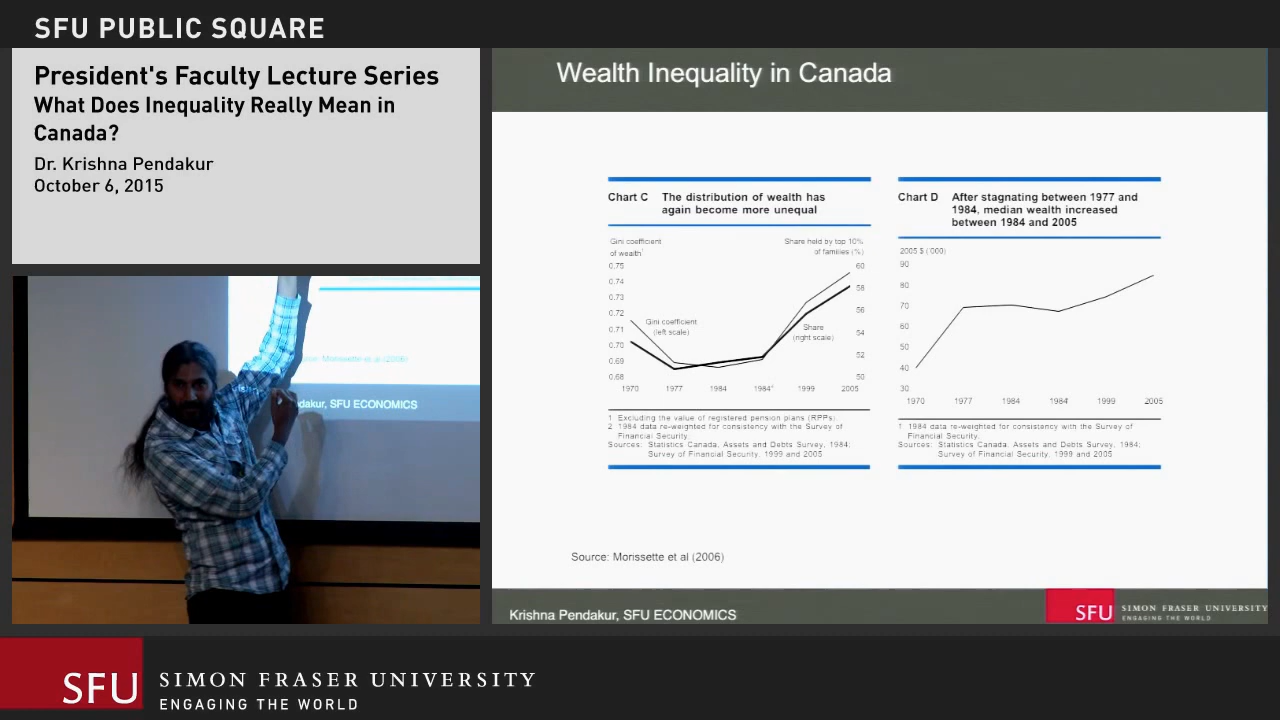 SFU PUBLIC SQUARE
President's Faculty Lecture Series
What Does Inequality Really Mean in
Canada?
Dr. Krishna Pendakur
October 6, 2015
Morissette et al (2006)
dakur, SFU ECONOMICS
Wealth Inequality in Canada
Chart C The distribution of wealth has
again become more unequal
Gini coefficient
of wealth¹
Share held by top 10%
of families (%)
0.75 60
0.74
0.73 58
0.72 56
0.71
0.70 54
0.69 52
0.68 50
Gini coefficient
(left scale)
Share
(right scale)
1970 1977 1984 1984² 1999 2005
1 Excluding the value of registered pension plans (RPPs).
2 1984 data re-weighted for consistency with the Survey of
Financial Security.
Sources: Statistics Canada, Assets and Debts Survey, 1984;
Survey of Financial Security, 1999 and 2005
Chart D After stagnating between 1977 and
1984, median wealth increased
between 1984 and 2005
2005 $ ('000)
90
80
70
60
50
40
30
1970 1977 1984 1984¹ 1999 2005
1984 data re-weighted for consistency with the Survey of
Financial Security.
Sources: Statistics Canada, Assets and Debts Survey, 1984;
Survey of Financial Security, 1999 and 2005
Source: Morissette et al (2006)
Krishna Pendakur, SFU ECONOMICS
SFU SIMON FRASER UNIVERSITY
ENGAGING THE WORLD
SFU SIMON FRASER UNIVERSITY
ENGAGING THE WORLD